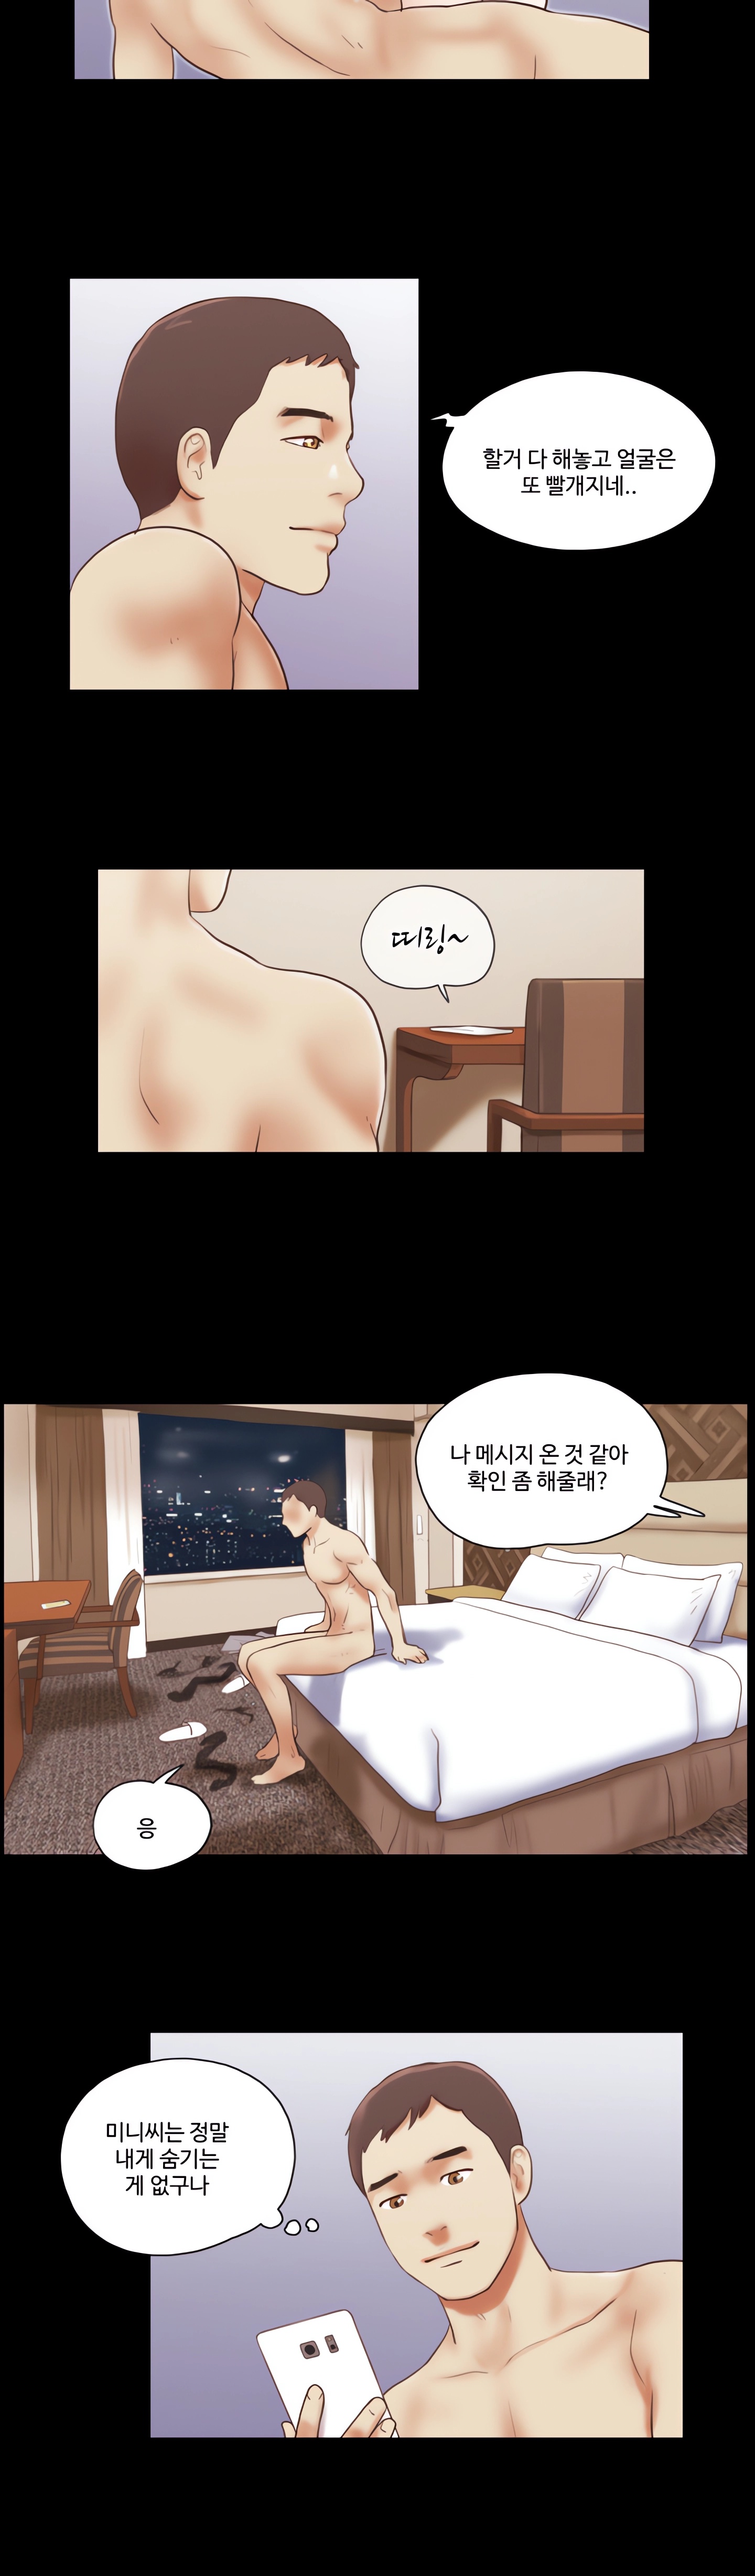 할거 다 해놓고 얼굴은
또 빨개지네..
띠링~
나 메시지 온 것 같아
확인 좀 해줄래?
응
미니씨는 정말
내게 숨기는
게 없구나